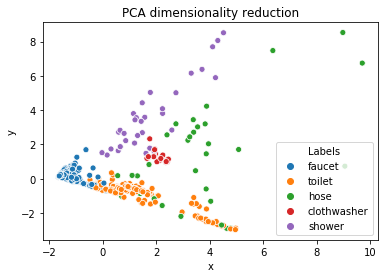 PCA dimensionality reduction
y
8
6
4
2
0
−2
Labels
faucet
toilet
hose
clothwasher
shower
−2
0
2
4
6
8
10
x